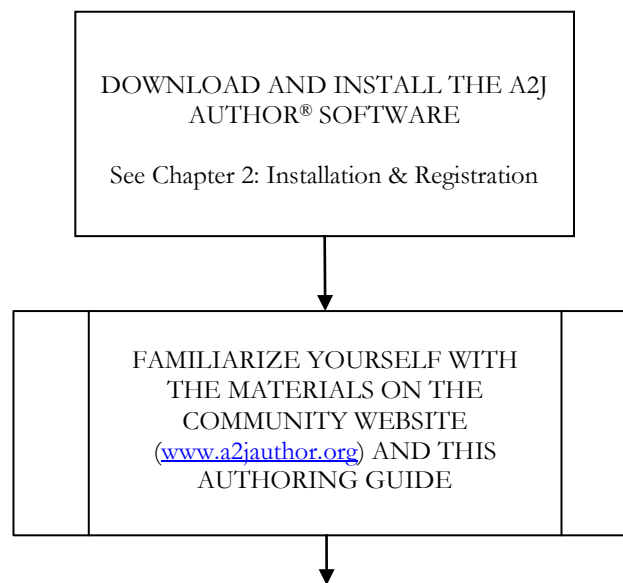 DOWNLOAD AND INSTALL THE A2J
AUTHOR® SOFTWARE
See Chapter 2: Installation & Registration
FAMILIARIZE YOURSELF WITH
THE MATERIALS ON THE
COMMUNITY WEBSITE
(www.a2jauthor.org) AND THIS
AUTHORING GUIDE